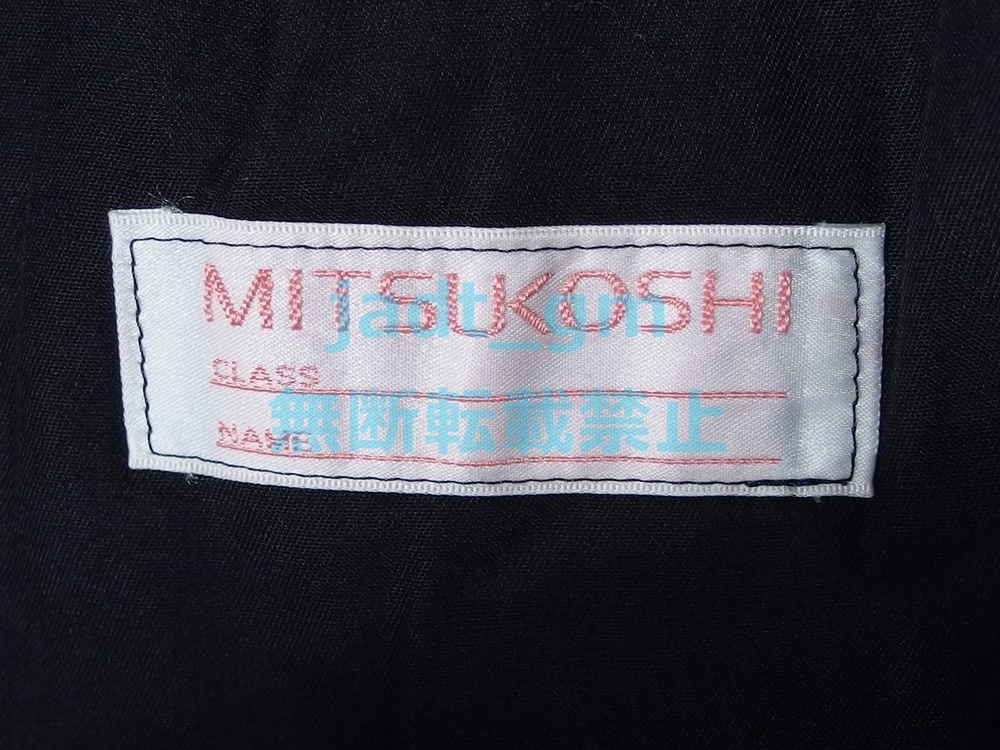 MITSUKOSHI
jadt_gm
CLASS
無断転載禁止
NAME